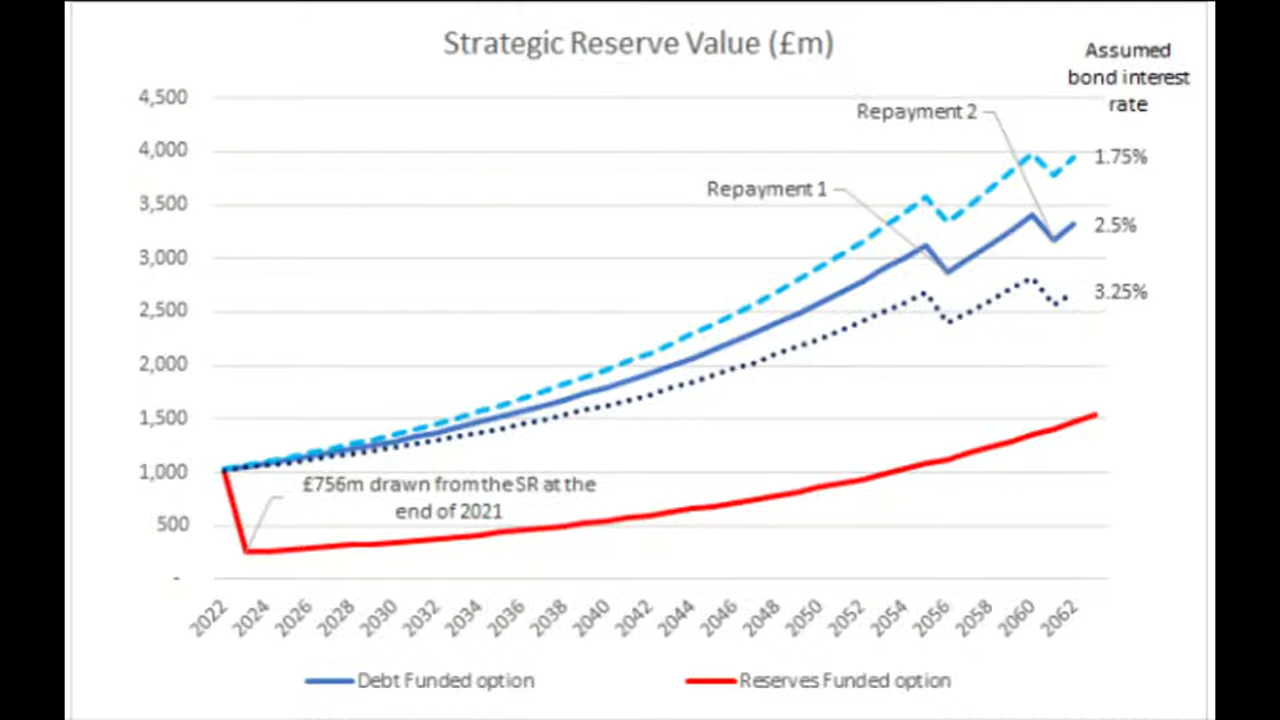 Strategic Reserve Value (£m)
Assumed
bond interest
rate
4,500
4,000
3,500
3,000
2,500
2,000
1,500
1,000
500
-
Repayment 2
Repayment 1
1.75%
2.5%
3.25%
£756m drawn from the SR at the
end of 2021
2022 2024 2026 2028 2030 2032 2034 2036 2038 2040 2042 2044 2046 2048 2050 2052 2054 2056 2058 2060 2062
Debt Funded option
Reserves Funded option